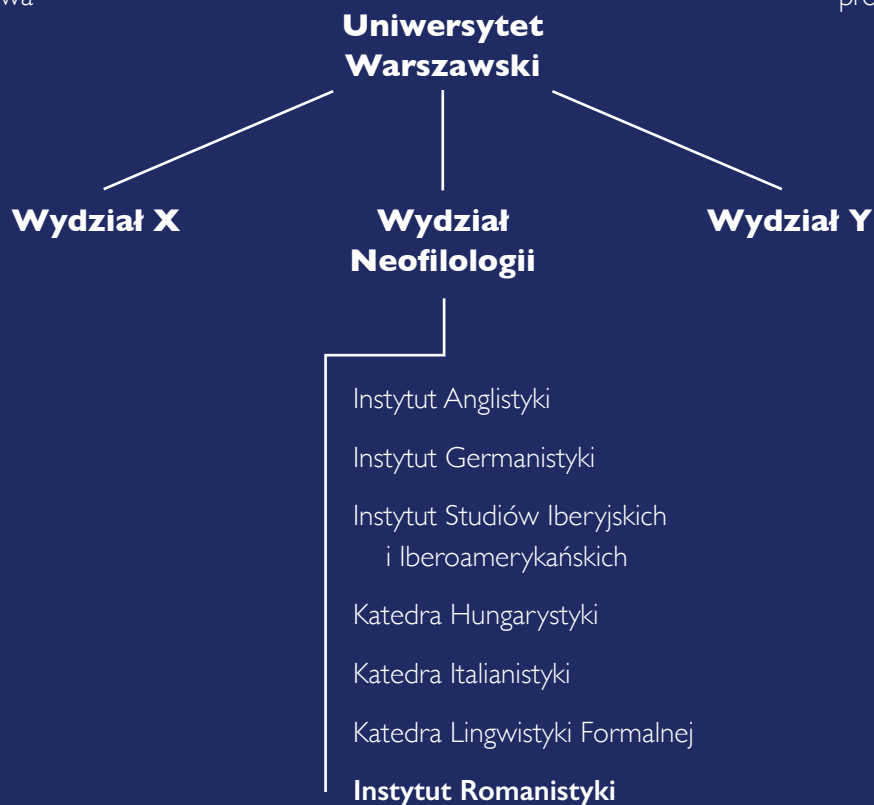 Uniwersytet
Warszawski
Wydział X
Wydział
Neofilologii
Wydział Y
Instytut Anglistyki
Instytut Germanistyki
Instytut Studiów Iberyjskich
i Iberoamerykańskich
Katedra Hungarystyki
Katedra Italianistyki
Katedra Lingwistyki Formalnej
Instytut Romanistyki